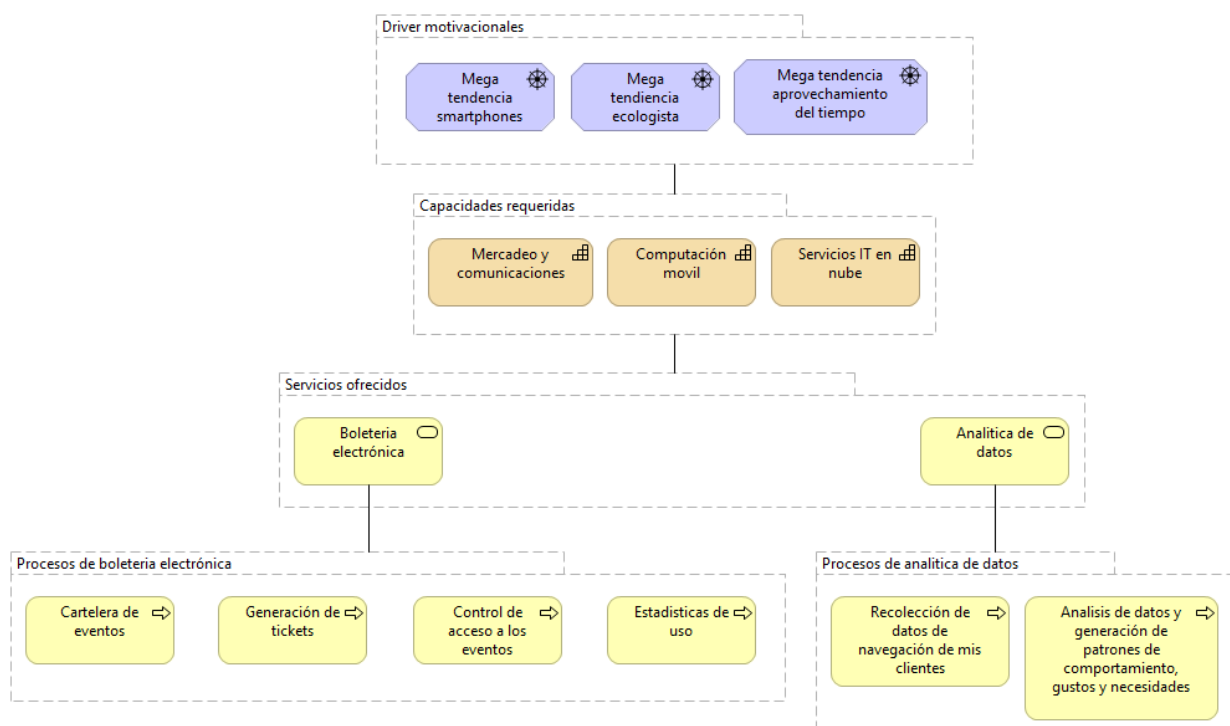 Driver motivacionales
Mega
tendencia
smartphones
Mega
tendiencia
ecologista
Mega tendencia
aprovechamiento
del tiempo
Capacidades requeridas
Mercadeo y
comunicaciones
Computación
movil
Servicios IT en
nube
Servicios ofrecidos
Boleteria
electrónica
Analitica de
datos
Procesos de boleteria electrónica
Cartelera de
eventos
Generación de
tickets
Control de
acceso a los
eventos
Estadisticas de
uso
Procesos de analitica de datos
Recolección de
datos de
navegación de mis
clientes
Analisis de datos y
generación de
patrones de
comportamiento,
gustos y necesidades